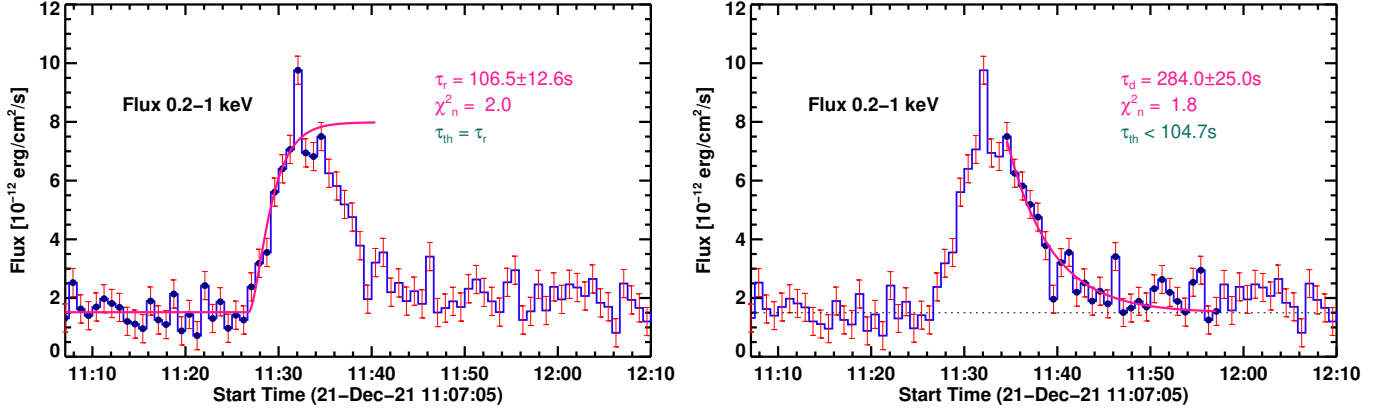 12
10
8
6
4
2
0
Flux [10⁻¹² erg/cm²/s]
Flux 0.2−1 keV
τr = 106.5±12.6s
χ²n = 2.0
τth = τr
11:10 11:20 11:30 11:40 11:50 12:00 12:10
Start Time (21−Dec−21 11:07:05)
12
10
8
6
4
2
0
Flux [10⁻¹² erg/cm²/s]
Flux 0.2−1 keV
τd = 284.0±25.0s
χ²n = 1.8
τth < 104.7s
11:10 11:20 11:30 11:40 11:50 12:00 12:10
Start Time (21−Dec−21 11:07:05)